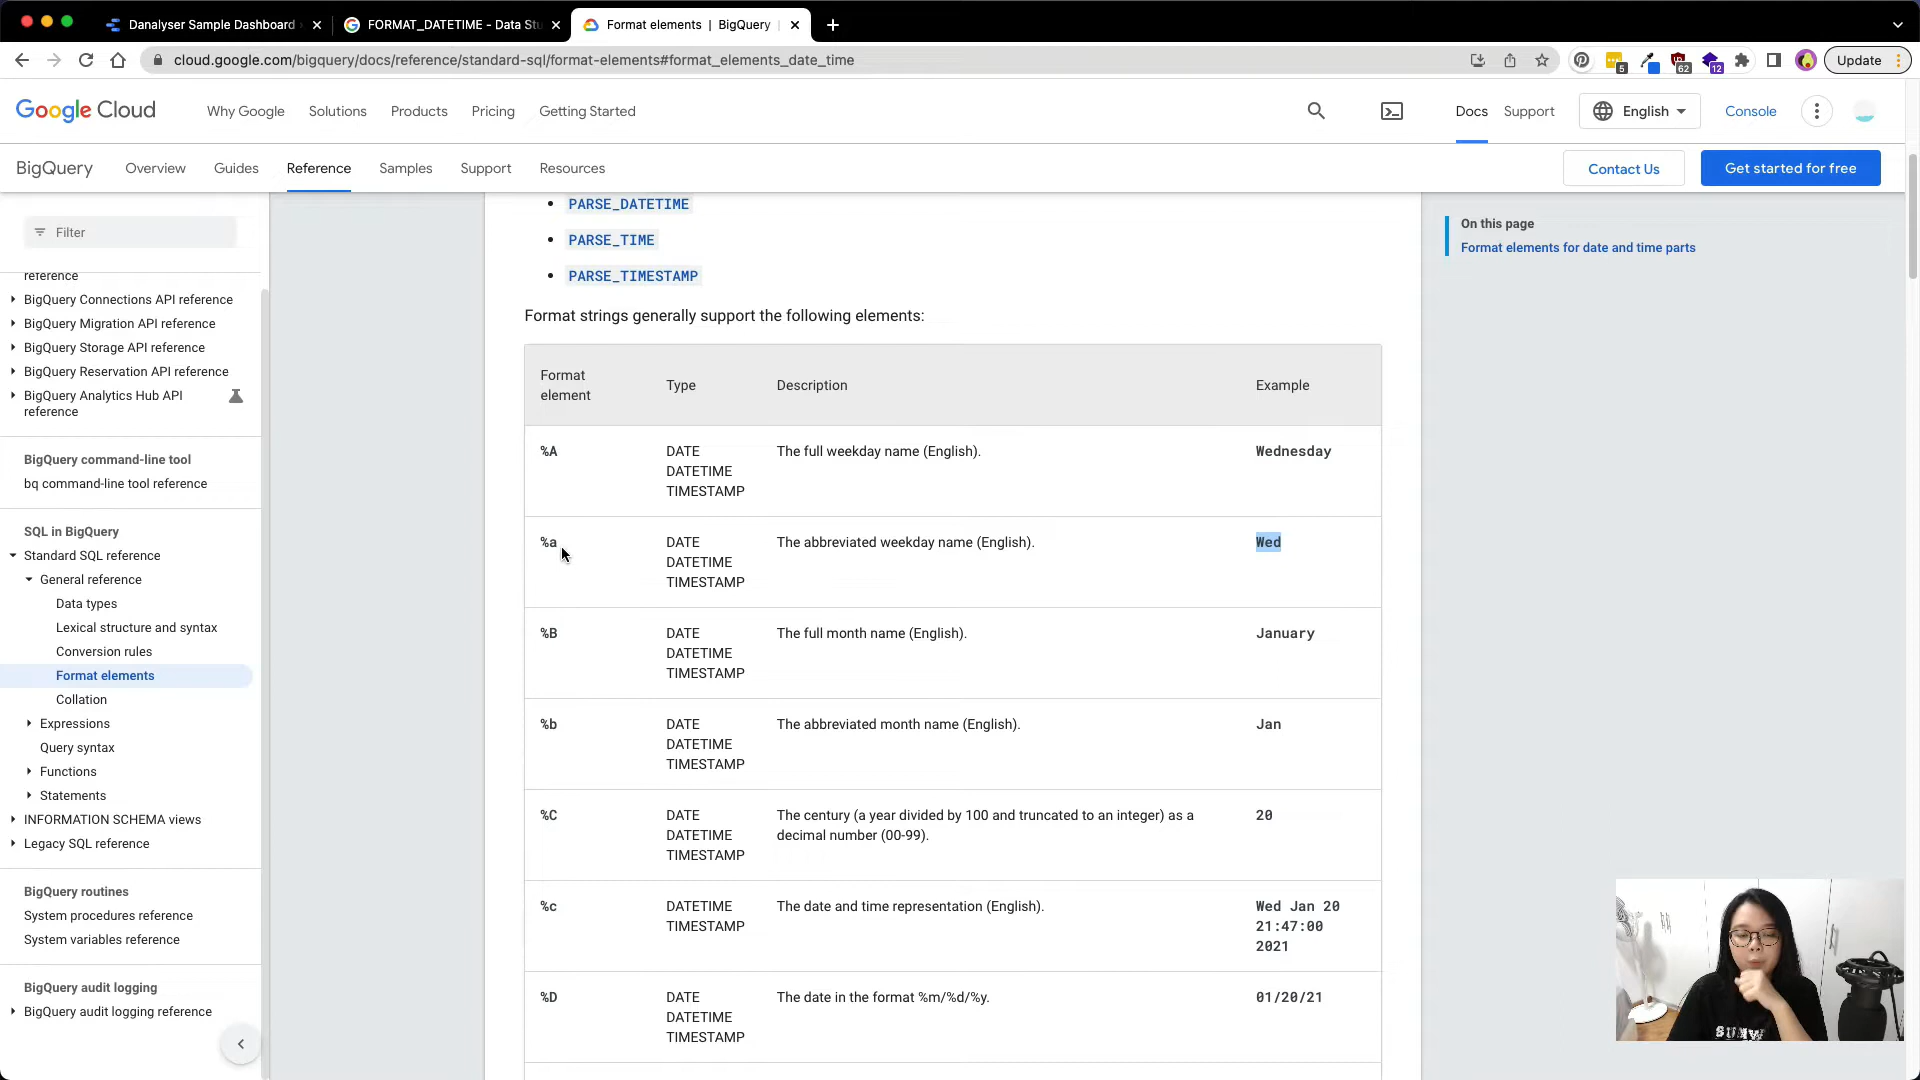 Danalyser Sample Dashboard
FORMAT_DATETIME - Data Stu
Format elements | BigQuery
cloud.google.com/bigquery/docs/reference/standard-sql/format-elements#format_elements_date_time
5
62
12
Update
Google Cloud
Why Google
Solutions
Products
Pricing
Getting Started
Docs
Support
English
Console
BigQuery
Overview
Guides
Reference
Samples
Support
Resources
Contact Us
Get started for free
Filter
reference
BigQuery Connections API reference
BigQuery Migration API reference
BigQuery Storage API reference
BigQuery Reservation API reference
BigQuery Analytics Hub API
reference
BigQuery command-line tool
bq command-line tool reference
SQL in BigQuery
Standard SQL reference
General reference
Data types
Lexical structure and syntax
Conversion rules
Format elements
Collation
Expressions
Query syntax
Functions
Statements
INFORMATION SCHEMA views
Legacy SQL reference
BigQuery routines
System procedures reference
System variables reference
BigQuery audit logging
BigQuery audit logging reference
PARSE_DATETIME
PARSE_TIME
PARSE_TIMESTAMP
Format strings generally support the following elements:
Format
element
Type
Description
Example
%A
DATE
DATETIME
TIMESTAMP
The full weekday name (English).
Wednesday
%a
DATE
DATETIME
TIMESTAMP
The abbreviated weekday name (English).
Wed
%B
DATE
DATETIME
TIMESTAMP
The full month name (English).
January
%b
DATE
DATETIME
TIMESTAMP
The abbreviated month name (English).
Jan
%C
DATE
DATETIME
TIMESTAMP
The century (a year divided by 100 and truncated to an integer) as a
decimal number (00-99).
20
%c
DATETIME
TIMESTAMP
The date and time representation (English).
Wed Jan 20
21:47:00
2021
%D
DATE
DATETIME
TIMESTAMP
The date in the format %m/%d/%y.
01/20/21
On this page
Format elements for date and time parts